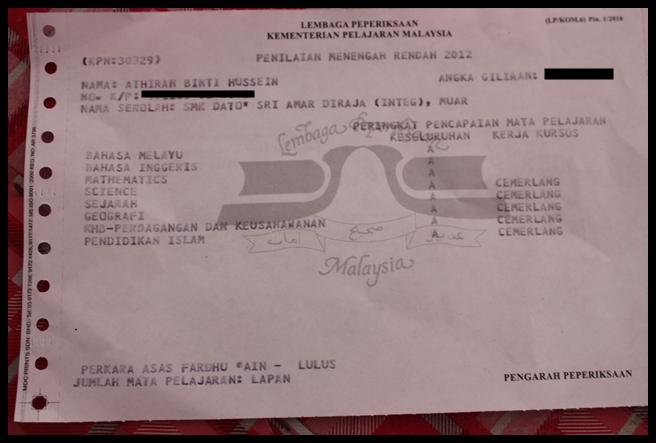 LEMBAGA PEPERIKSAAN
KEMENTERIAN PELAJARAN MALAYSIA
(LP/KOM.6) Pin. 1/2010
(KPN:30329) PENILAIAN MENENGAH RENDAH 2012
NAMA: ATHIRAH BINTI HUSSEIN ANGKA GILIRAN:
NO. K/P:
NAMA SEKOLAH: SMK DATO' SRI AMAR DIRAJA (INTEG), MUAR
PERINGKAT PENCAPAIAN MATA PELAJARAN
KESELURUHAN KERJA KURSUS
BAHASA MELAYU A
BAHASA INGGERIS A
MATHEMATICS A
SCIENCE A CEMERLANG
SEJARAH A CEMERLANG
GEOGRAFI A CEMERLANG
KHB-PERDAGANGAN DAN KEUSAHAWANAN A CEMERLANG
PENDIDIKAN ISLAM A CEMERLANG
Lembaga
Malaysia
PERKARA ASAS FARDHU 'AIN - LULUS
JUMLAH MATA PELAJARAN: LAPAN
PENGARAH PEPERIKSAAN